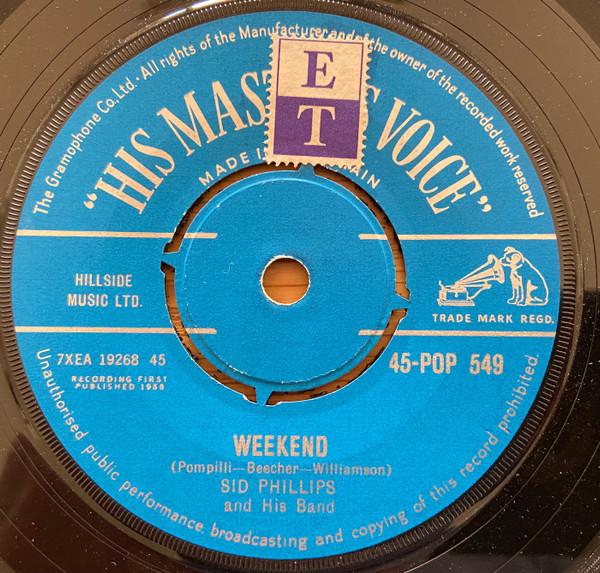 The Gramophone Co.Ltd. · All rights of the Manufacturer and of the owner of the recorded work reserved
"HIS MASTER'S VOICE"
E
T
MADE IN
HILLSIDE
MUSIC LTD.
TRADE MARK REGD.
7XEA 19268 45
45-POP 549
RECORDING FIRST
PUBLISHED 1958
WEEKEND
(Pompilli—Beecher—Williamson)
SID PHILLIPS
and His Band
Unauthorised public performance, broadcasting and copying of this record prohibited.